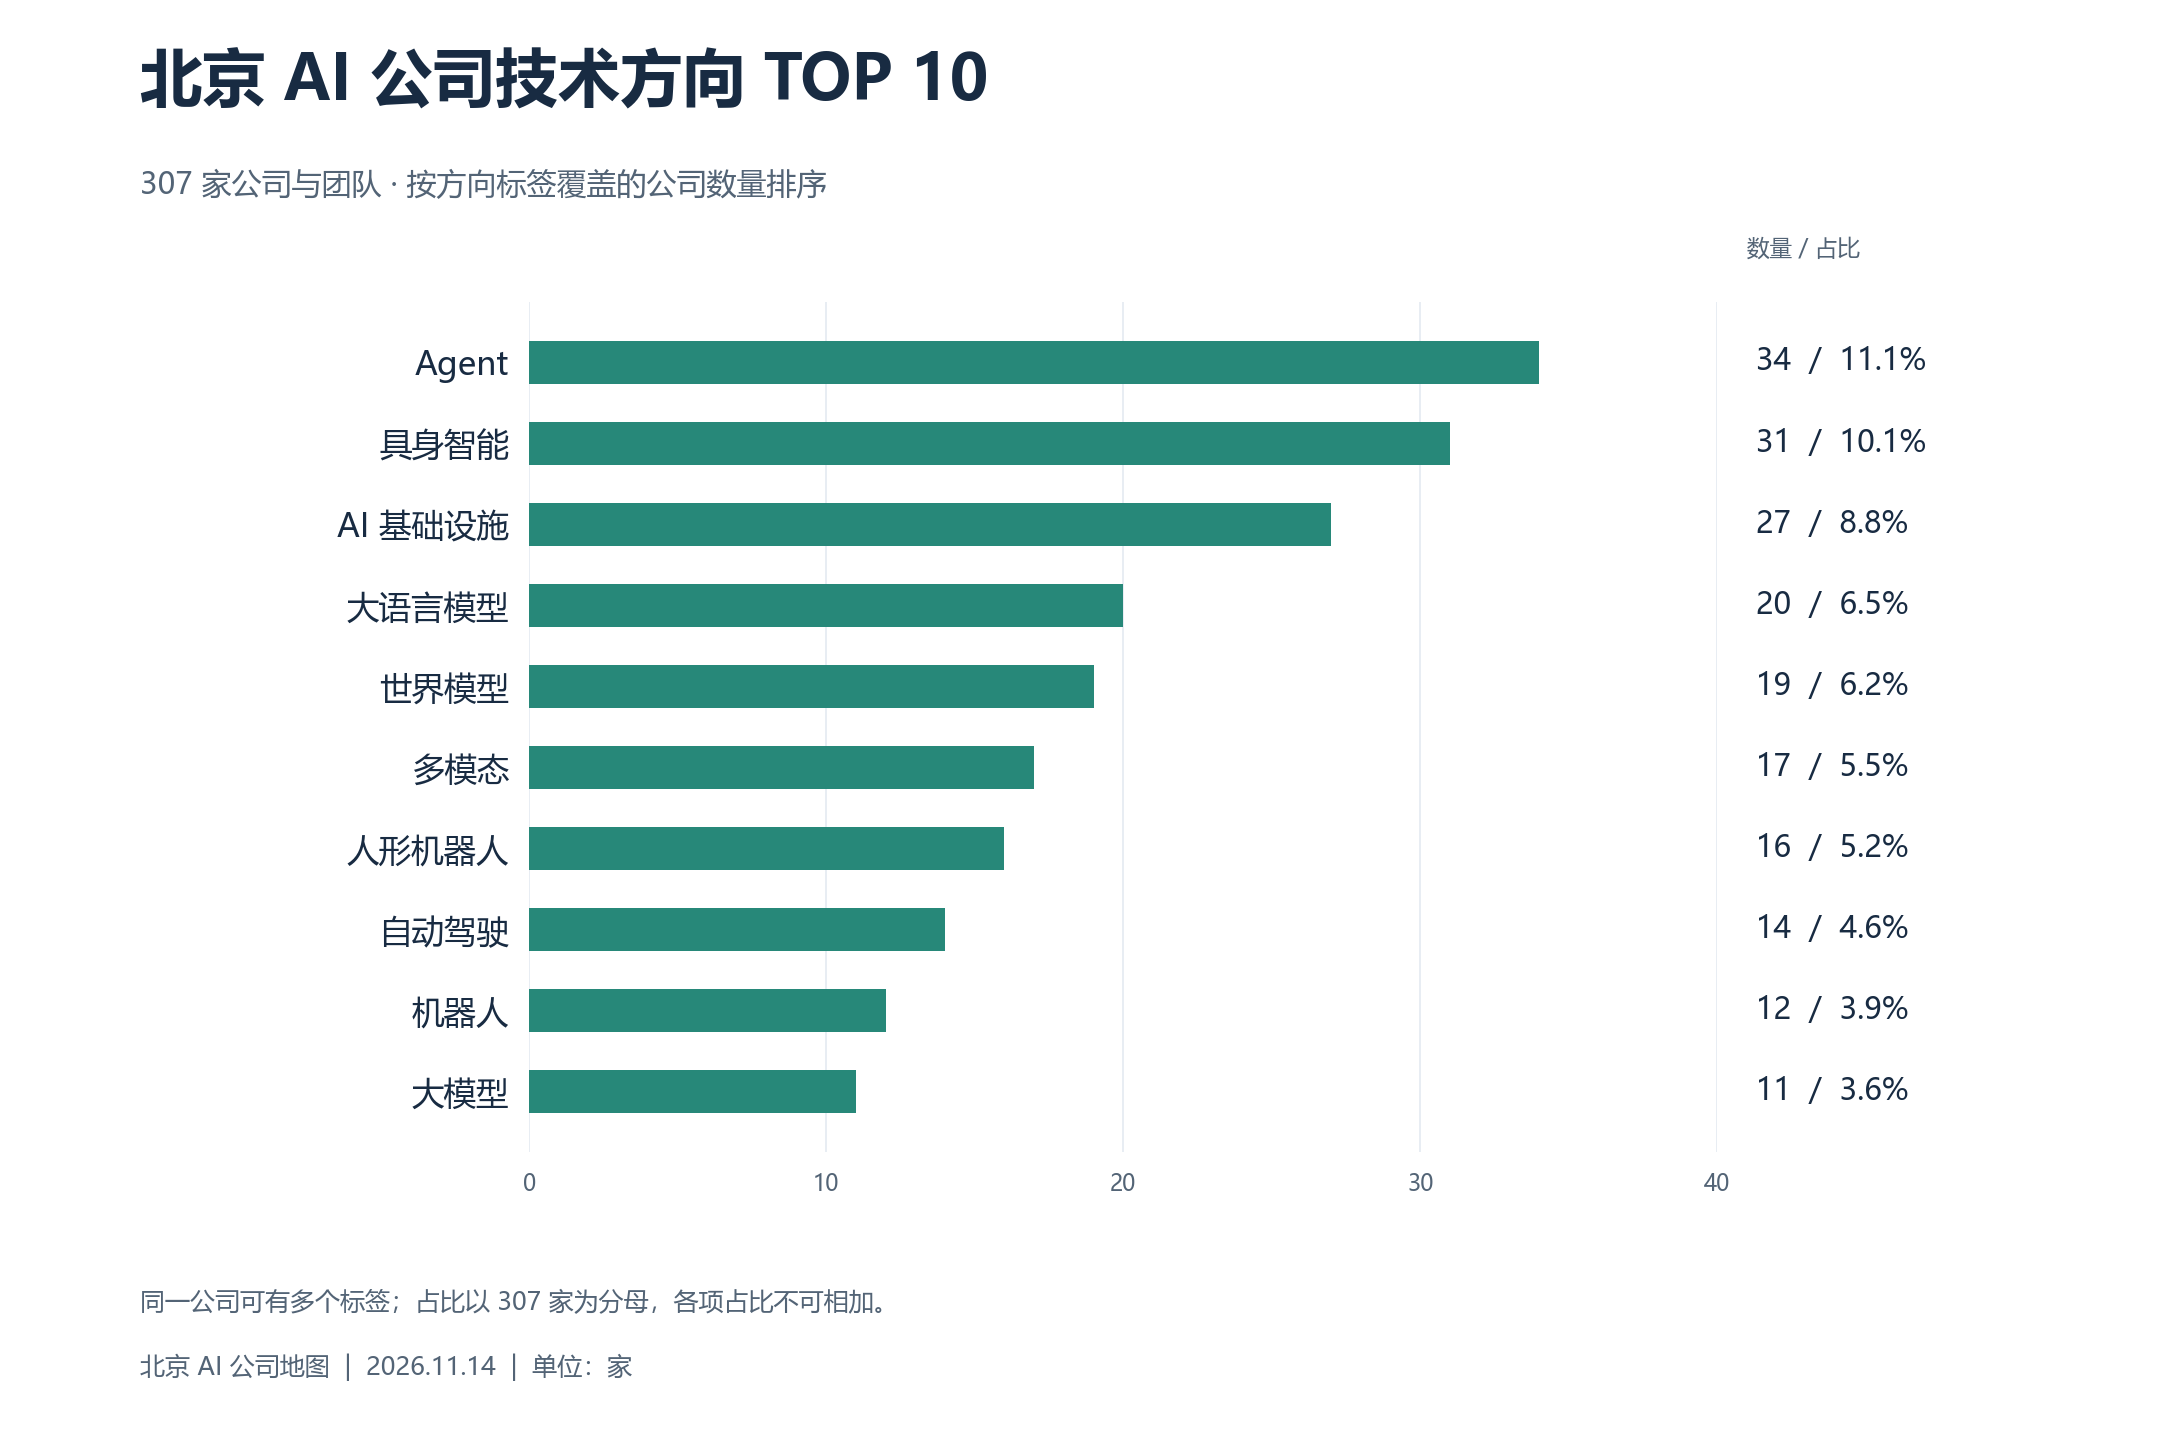 北京 AI 公司技术方向 TOP 10
307 家公司与团队 · 按方向标签覆盖的公司数量排序
数量 / 占比
Agent 34 / 11.1%
具身智能 31 / 10.1%
AI 基础设施 27 / 8.8%
大语言模型 20 / 6.5%
世界模型 19 / 6.2%
多模态 17 / 5.5%
人形机器人 16 / 5.2%
自动驾驶 14 / 4.6%
机器人 12 / 3.9%
大模型 11 / 3.6%
0 10 20 30 40
同一公司可有多个标签；占比以 307 家为分母，各项占比不可相加。
北京 AI 公司地图 | 2026.11.14 | 单位：家